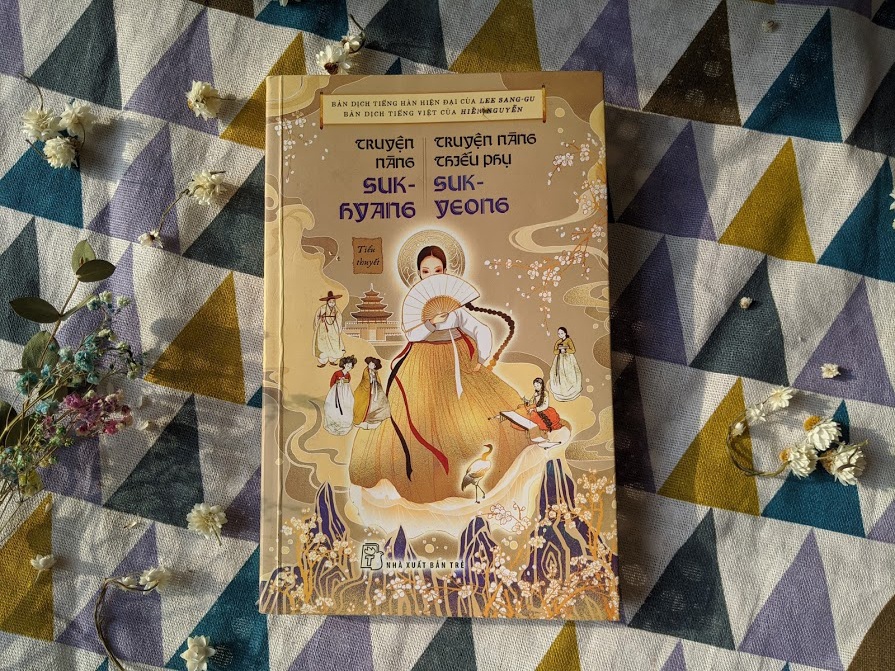 BẢN DỊCH TIẾNG HÀN HIỆN ĐẠI CỦA LEE SANG-GU
BẢN DỊCH TIẾNG VIỆT CỦA HIỀN NGUYỄN
TRUYỆN
NÀNG
SUK-
HYANG
TRUYỆN NÀNG
THIẾU PHỤ
SUK-
YEONG
Tiểu
thuyết
NHÀ XUẤT BẢN TRẺ